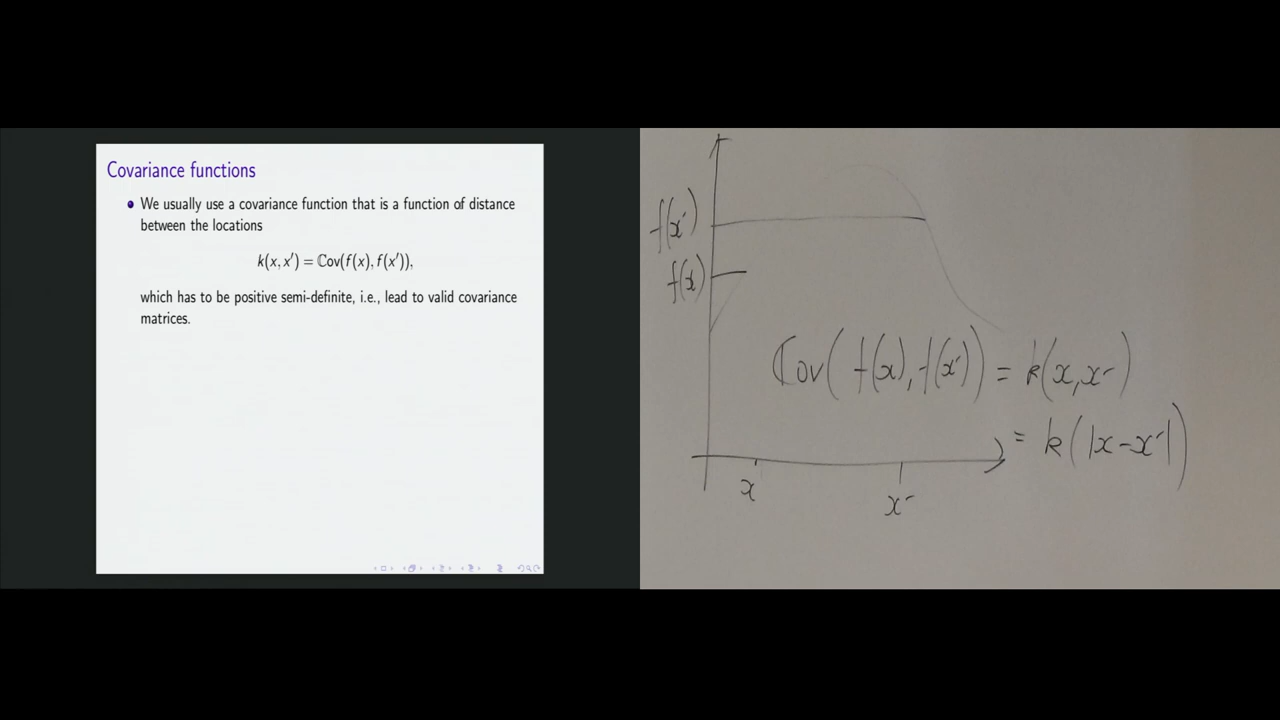 Covariance functions
We usually use a covariance function that is a function of distance
between the locations
k(x, x′) = ℂov(f(x), f(x′)),
which has to be positive semi-definite, i.e., lead to valid covariance
matrices.
f(x′)
f(x)
ℂov(f(x), f(x′)) = k(x, x′)
= k(|x-x′|)
x
x′